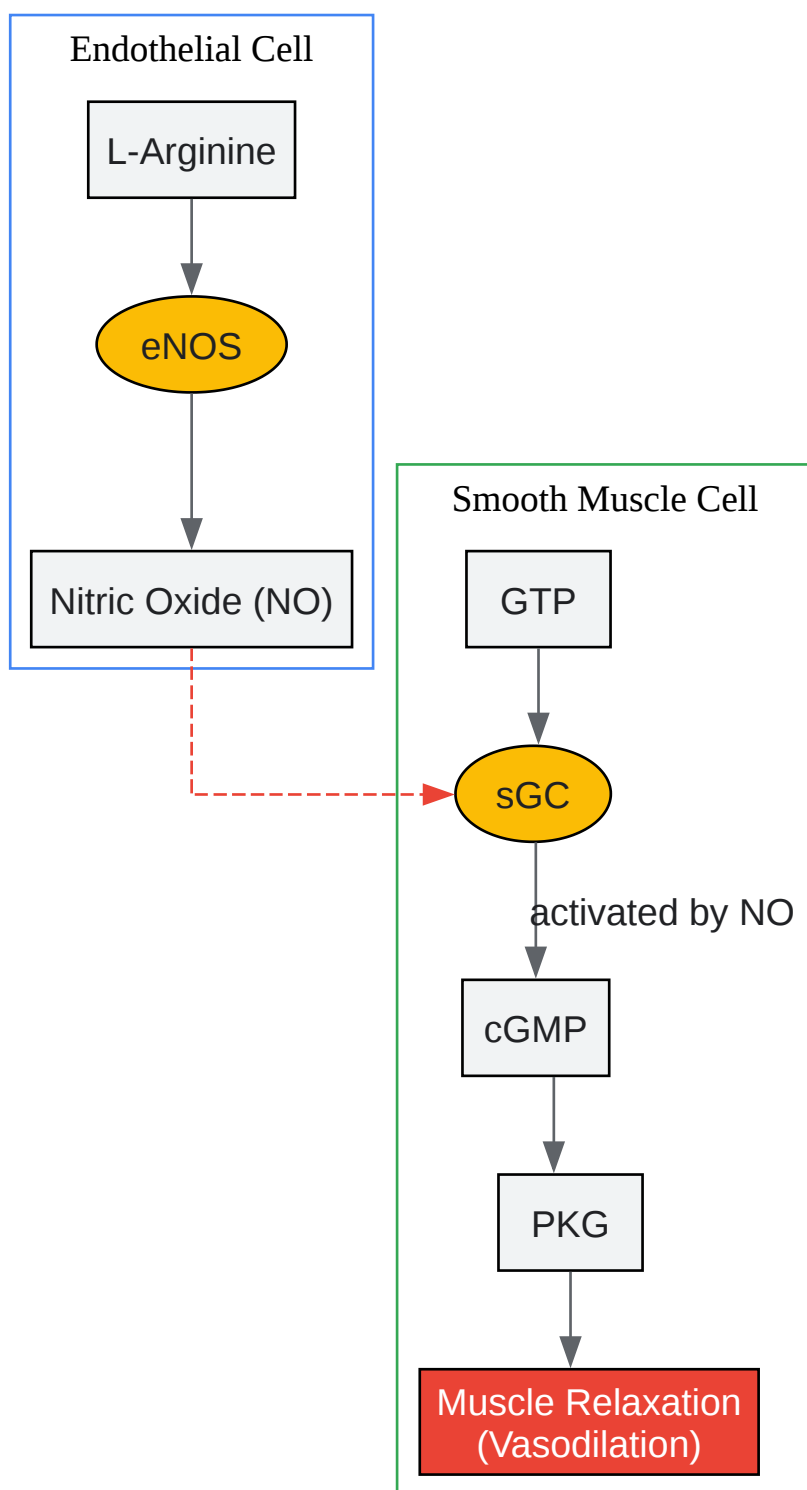 Endothelial Cell
L-Arginine
eNOS
Nitric Oxide (NO)
Smooth Muscle Cell
GTP
sGC
activated by NO
cGMP
PKG
Muscle Relaxation
(Vasodilation)